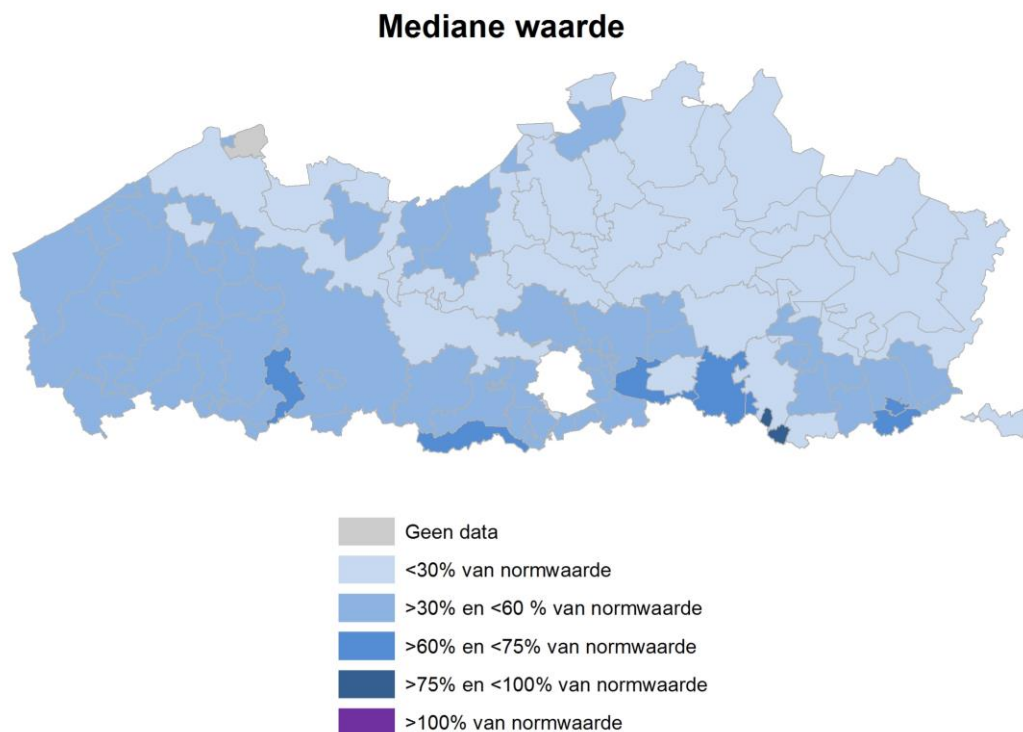 Mediane waarde
Geen data
<30% van normwaarde
>30% en <60 % van normwaarde
>60% en <75% van normwaarde
>75% en <100% van normwaarde
>100% van normwaarde